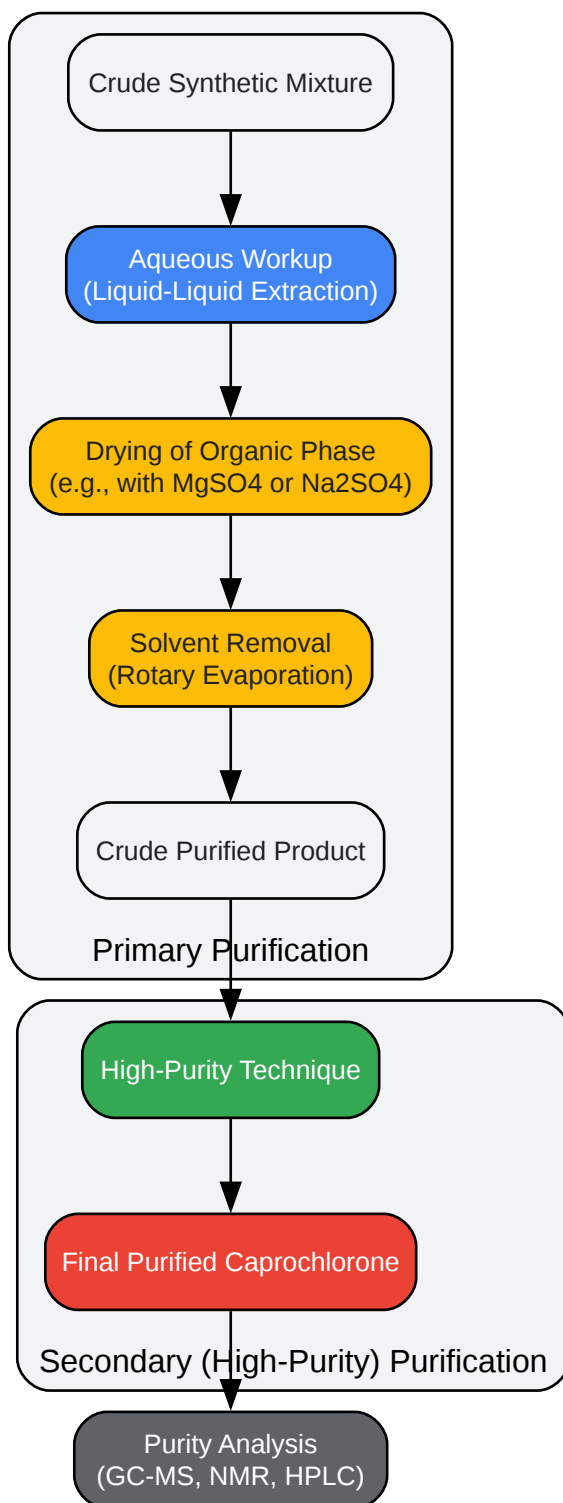 Crude Synthetic Mixture
Aqueous Workup
(Liquid-Liquid Extraction)
Drying of Organic Phase
(e.g., with MgSO4 or Na2SO4)
Solvent Removal
(Rotary Evaporation)
Crude Purified Product
Primary Purification
High-Purity Technique
Final Purified Caprochlorone
Secondary (High-Purity) Purification
Purity Analysis
(GC-MS, NMR, HPLC)